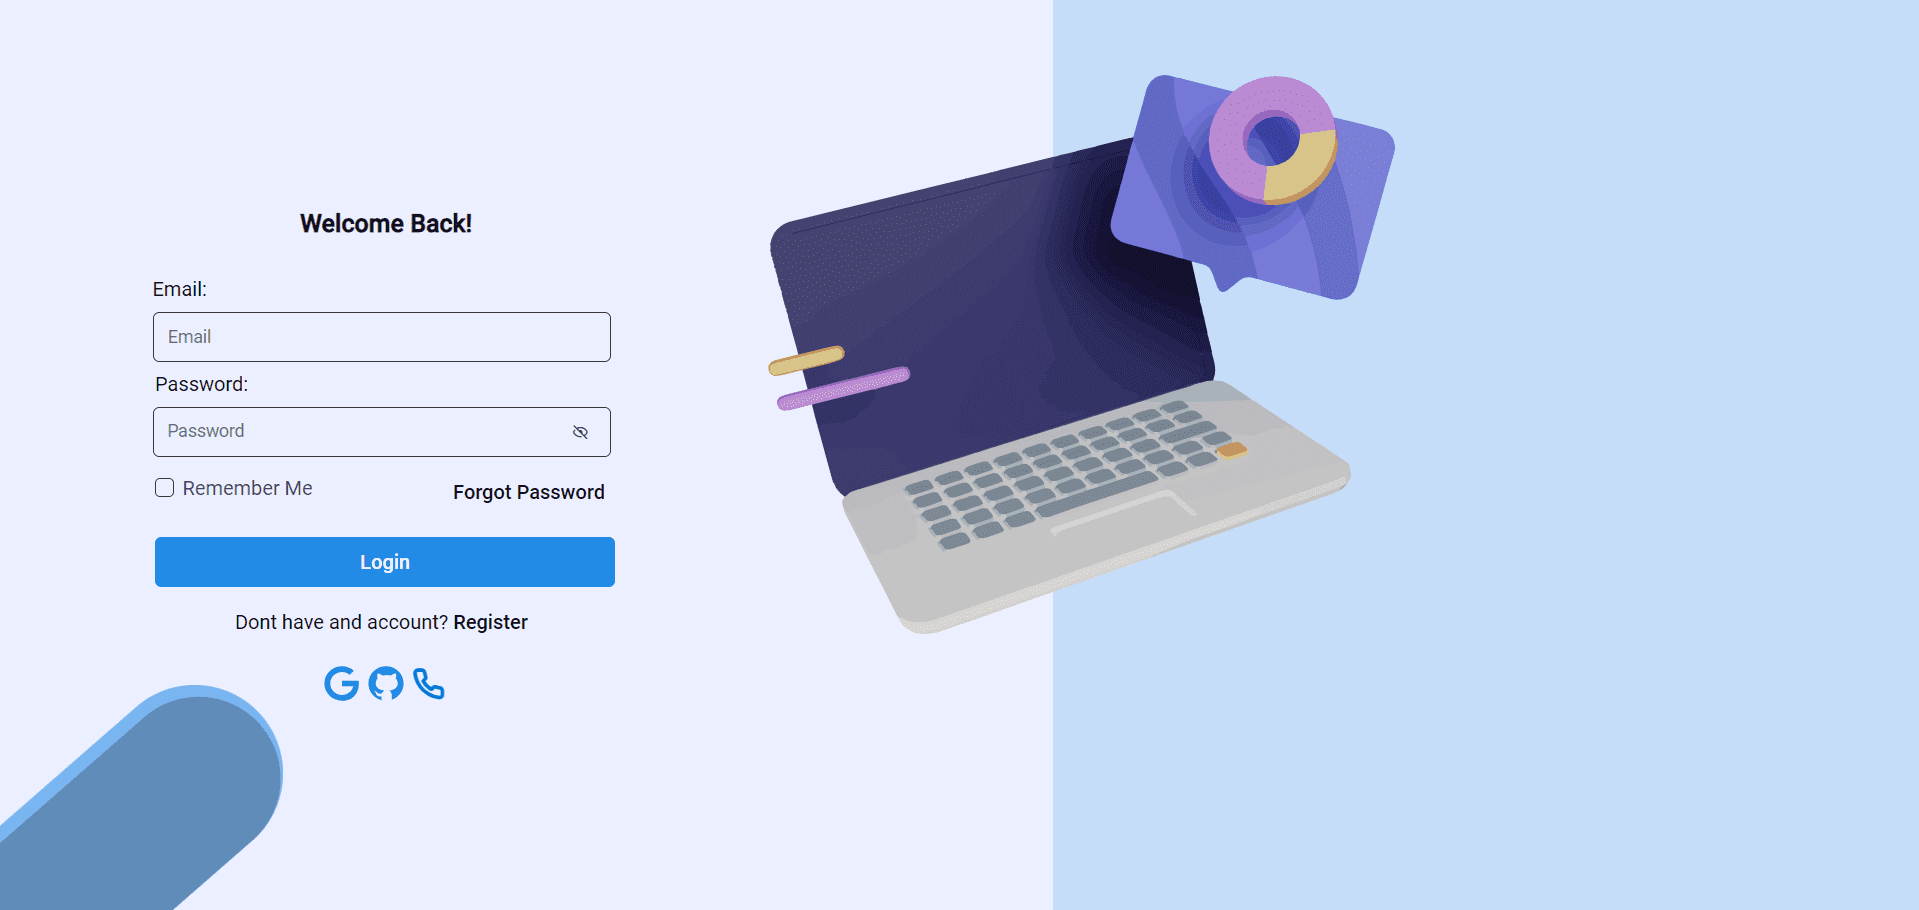 Welcome Back!
Email:
Email
Password:
Password
Remember Me
Forgot Password
Login
Dont have and account? Register